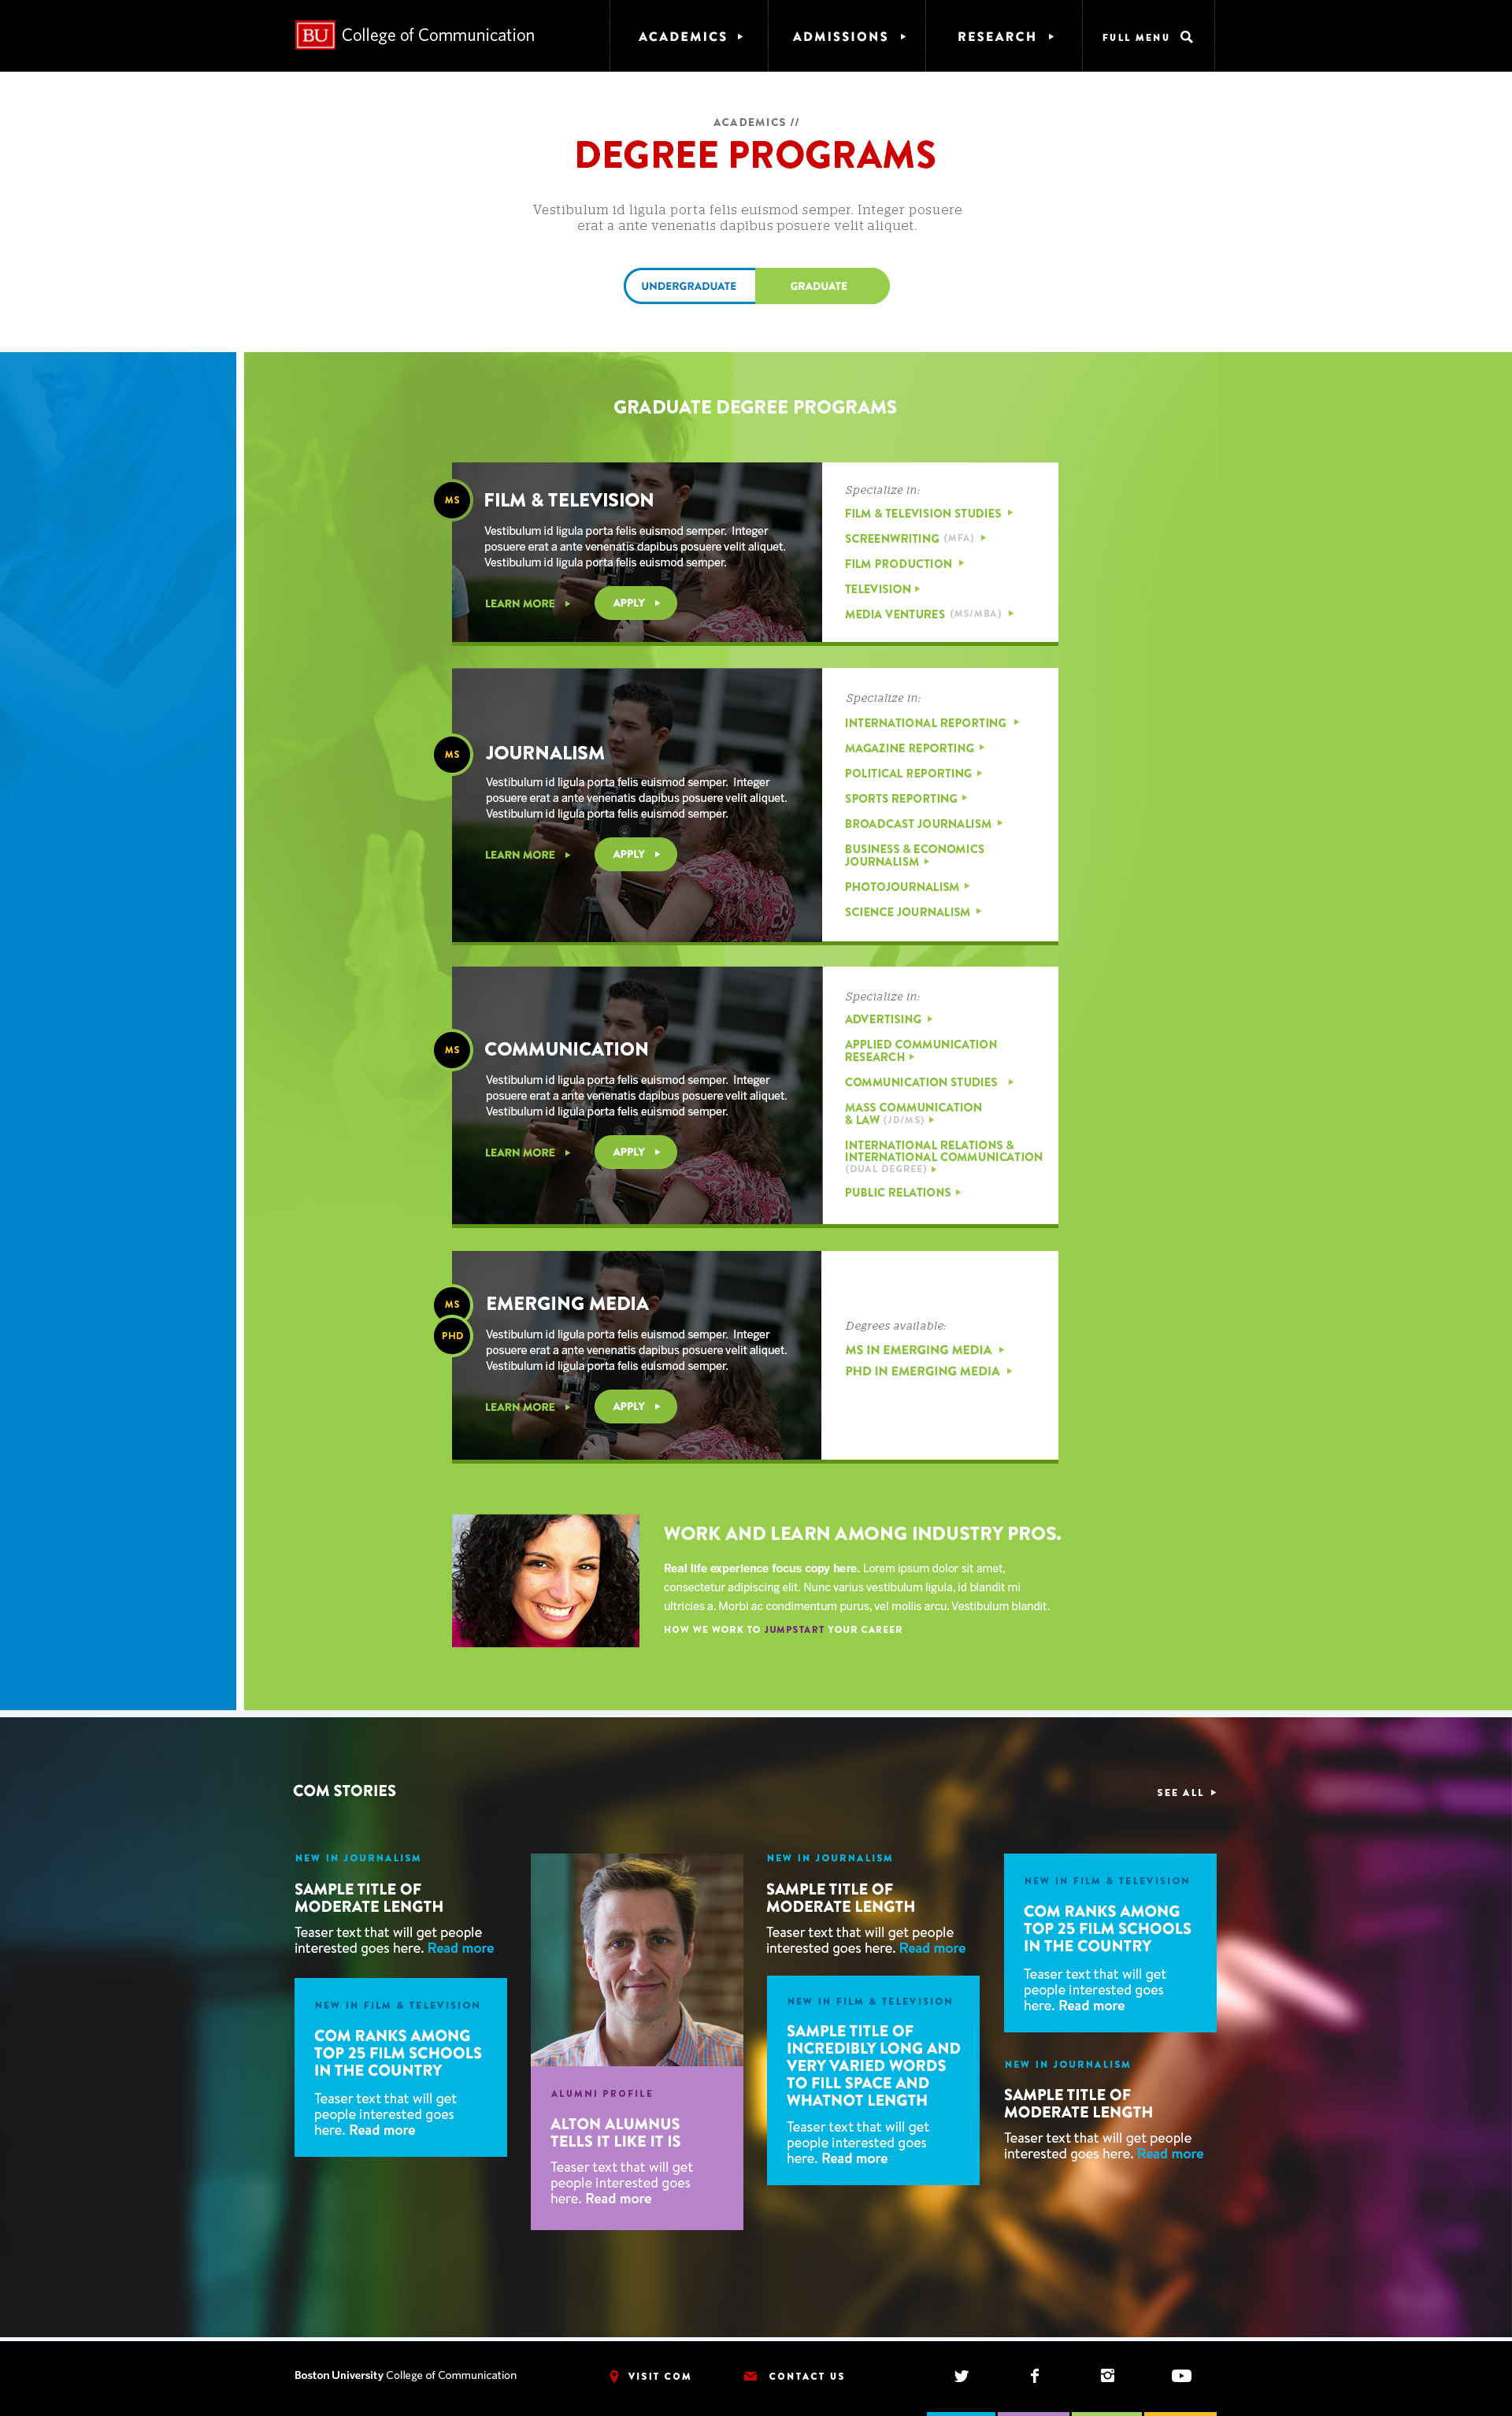 BU College of Communication
ACADEMICS
ADMISSIONS
RESEARCH
FULL MENU
ACADEMICS //
DEGREE PROGRAMS
Vestibulum id ligula porta felis euismod semper. Integer posuere
erat a ante venenatis dapibus posuere velit aliquet.
UNDERGRADUATE
GRADUATE
GRADUATE DEGREE PROGRAMS
MS
FILM & TELEVISION
Vestibulum id ligula porta felis euismod semper. Integer
posuere erat a ante venenatis dapibus posuere velit aliquet.
Vestibulum id ligula porta felis euismod semper.
LEARN MORE
APPLY
Specialize in:
FILM & TELEVISION STUDIES
SCREENWRITING (MFA)
FILM PRODUCTION
TELEVISION
MEDIA VENTURES (MS/MBA)
MS
JOURNALISM
Vestibulum id ligula porta felis euismod semper. Integer
posuere erat a ante venenatis dapibus posuere velit aliquet.
Vestibulum id ligula porta felis euismod semper.
LEARN MORE
APPLY
Specialize in:
INTERNATIONAL REPORTING
MAGAZINE REPORTING
POLITICAL REPORTING
SPORTS REPORTING
BROADCAST JOURNALISM
BUSINESS & ECONOMICS
JOURNALISM
PHOTOJOURNALISM
SCIENCE JOURNALISM
MS
COMMUNICATION
Vestibulum id ligula porta felis euismod semper. Integer
posuere erat a ante venenatis dapibus posuere velit aliquet.
Vestibulum id ligula porta felis euismod semper.
LEARN MORE
APPLY
Specialize in:
ADVERTISING
APPLIED COMMUNICATION
RESEARCH
COMMUNICATION STUDIES
MASS COMMUNICATION
& LAW (JD/MS)
INTERNATIONAL RELATIONS &
INTERNATIONAL COMMUNICATION
(DUAL DEGREE)
PUBLIC RELATIONS
MS
PHD
EMERGING MEDIA
Vestibulum id ligula porta felis euismod semper. Integer
posuere erat a ante venenatis dapibus posuere velit aliquet.
Vestibulum id ligula porta felis euismod semper.
LEARN MORE
APPLY
Degrees available:
MS IN EMERGING MEDIA
PHD IN EMERGING MEDIA
WORK AND LEARN AMONG INDUSTRY PROS.
Real life experience focus copy here. Lorem ipsum dolor sit amet,
consectetur adipiscing elit. Nunc varius vestibulum ligula, id blandit mi
ultricies a. Morbi ac condimentum purus, vel mollis arcu. Vestibulum blandit.
HOW WE WORK TO JUMPSTART YOUR CAREER
COM STORIES
SEE ALL
NEW IN JOURNALISM
SAMPLE TITLE OF
MODERATE LENGTH
Teaser text that will get people
interested goes here. Read more
NEW IN FILM & TELEVISION
COM RANKS AMONG
TOP 25 FILM SCHOOLS
IN THE COUNTRY
Teaser text that will get
people interested goes
here. Read more
ALUMNI PROFILE
ALTON ALUMNUS
TELLS IT LIKE IT IS
Teaser text that will get
people interested goes
here. Read more
NEW IN JOURNALISM
SAMPLE TITLE OF
MODERATE LENGTH
Teaser text that will get people
interested goes here. Read more
NEW IN FILM & TELEVISION
SAMPLE TITLE OF
INCREDIBLY LONG AND
VERY VARIED WORDS
TO FILL SPACE AND
WHATNOT LENGTH
Teaser text that will get
people interested goes
here. Read more
NEW IN FILM & TELEVISION
COM RANKS AMONG
TOP 25 FILM SCHOOLS
IN THE COUNTRY
Teaser text that will get
people interested goes
here. Read more
NEW IN JOURNALISM
SAMPLE TITLE OF
MODERATE LENGTH
Teaser text that will get people
interested goes here. Read more
Boston University College of Communication
VISIT COM
CONTACT US